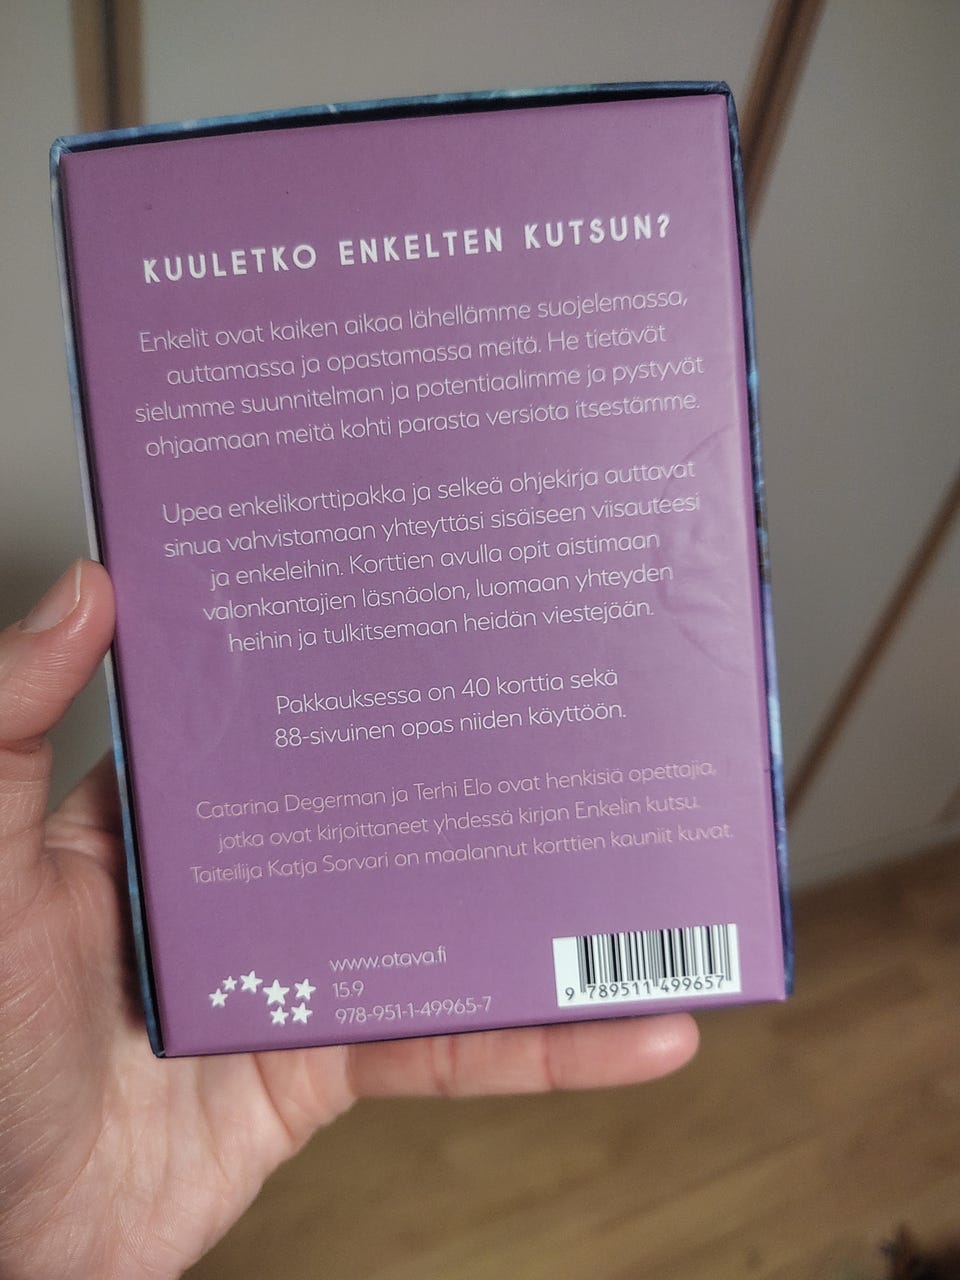 KUULETKO ENKELTEN KUTSUN?
Enkelit ovat kaiken aikaa lähellämme suojelemassa,
auttamassa ja opastamassa meitä. He tietävät
sielumme suunnitelman ja potentiaalimme ja pystyvät
ohjaamaan meitä kohti parasta versiota itsestämme.
Upea enkelikorttipakka ja selkeä ohjekirja auttavat
sinua vahvistamaan yhteyttäsi sisäiseen viisauteesi
ja enkeleihin. Korttien avulla opit aistimaan
valonkantajien läsnäolon, luomaan yhteyden
heihin ja tulkitsemaan heidän viestejään.
Pakkauksessa on 40 korttia sekä
88-sivuinen opas niiden käyttöön.
Catarina Degerman ja Terhi Elo ovat henkisiä opettajia,
jotka ovat kirjoittaneet yhdessä kirjan Enkelin kutsu.
Taiteilija Katja Sorvari on maalannut korttien kauniit kuvat.
www.otava.fi
15.9
978-951-1-49965-7
9 789511 499657